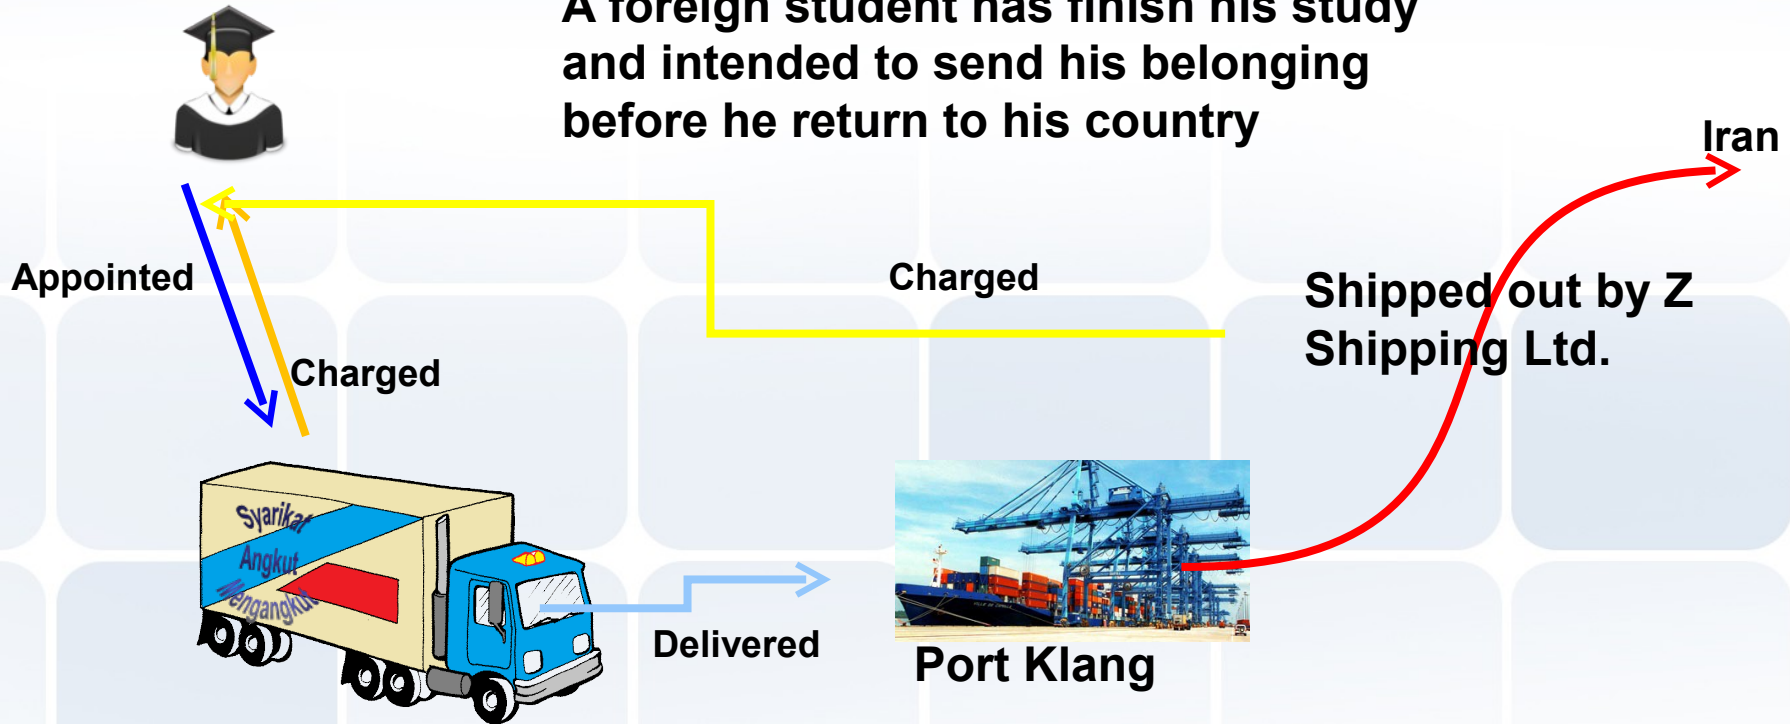 A foreign student has finish his study
and intended to send his belonging
before he return to his country
Iran
Appointed
Charged
Shipped out by Z
Shipping Ltd.
Charged
Syarikat
Angkut
Mengangkut
Delivered
Port Klang